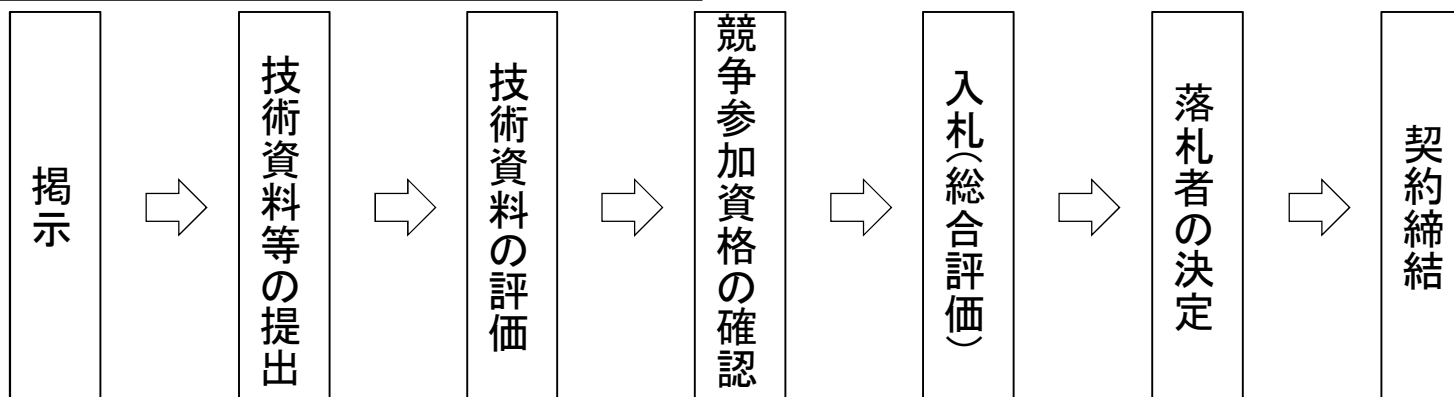 掲示
技術資料等の提出
技術資料の評価
競争参加資格の確認
入札（総合評価）
落札者の決定
契約締結